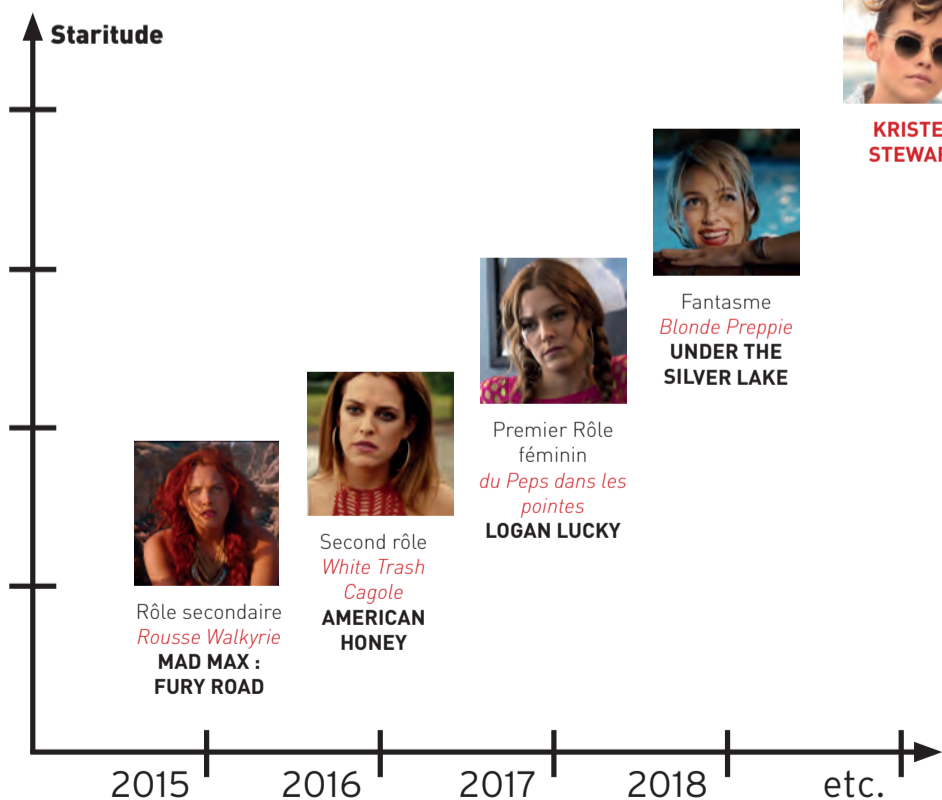 Staritude
KRISTE
STEWAR
Fantasme
Blonde Preppie
UNDER THE
SILVER LAKE
Premier Rôle
féminin
du Peps dans les
pointes
LOGAN LUCKY
Second rôle
White Trash
Cagole
AMERICAN
HONEY
Rôle secondaire
Rousse Walkyrie
MAD MAX :
FURY ROAD
2015 2016 2017 2018 etc.